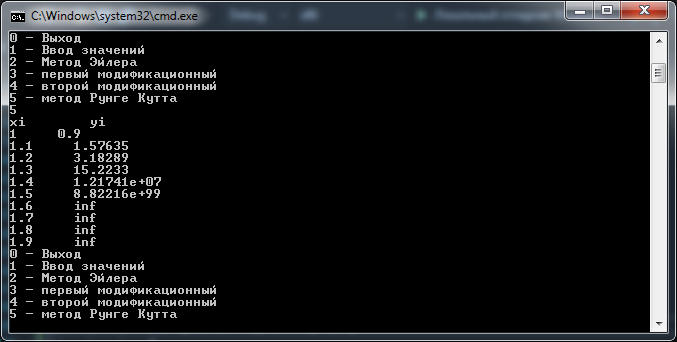 C:\Windows\system32\cmd.exe
0 - Выход
1 - Ввод значений
2 - Метод Эйлера
3 - первый модификационный
4 - второй модификационный
5 - метод Рунге Кутта
5
xi yi
1 0.9
1.1 1.57635
1.2 3.18289
1.3 15.2233
1.4 1.21741e+07
1.5 8.82216e+99
1.6 inf
1.7 inf
1.8 inf
1.9 inf
0 - Выход
1 - Ввод значений
2 - Метод Эйлера
3 - первый модификационный
4 - второй модификационный
5 - метод Рунге Кутта